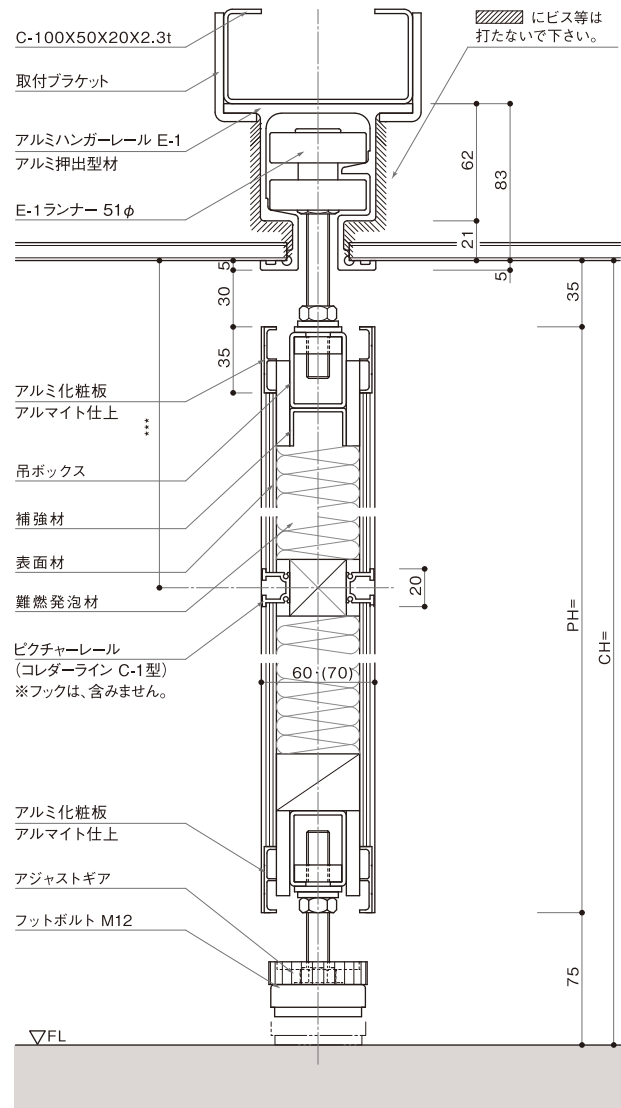 C-100X50X20X2.3t
取付ブラケット
アルミハンガーレール E-1
アルミ押出型材
E-1ランナー 51φ
にビス等は
打たないで下さい。
62
83
21
5
5
30
35
35
アルミ化粧板
アルマイト仕上
***
吊ボックス
補強材
表面材
難燃発泡材
20
PH=
CH=
ピクチャーレール
(コレダーライン C-1型)
※フックは、含みません。
60・(70)
アルミ化粧板
アルマイト仕上
アジャストギア
フットボルト M12
75
▽FL